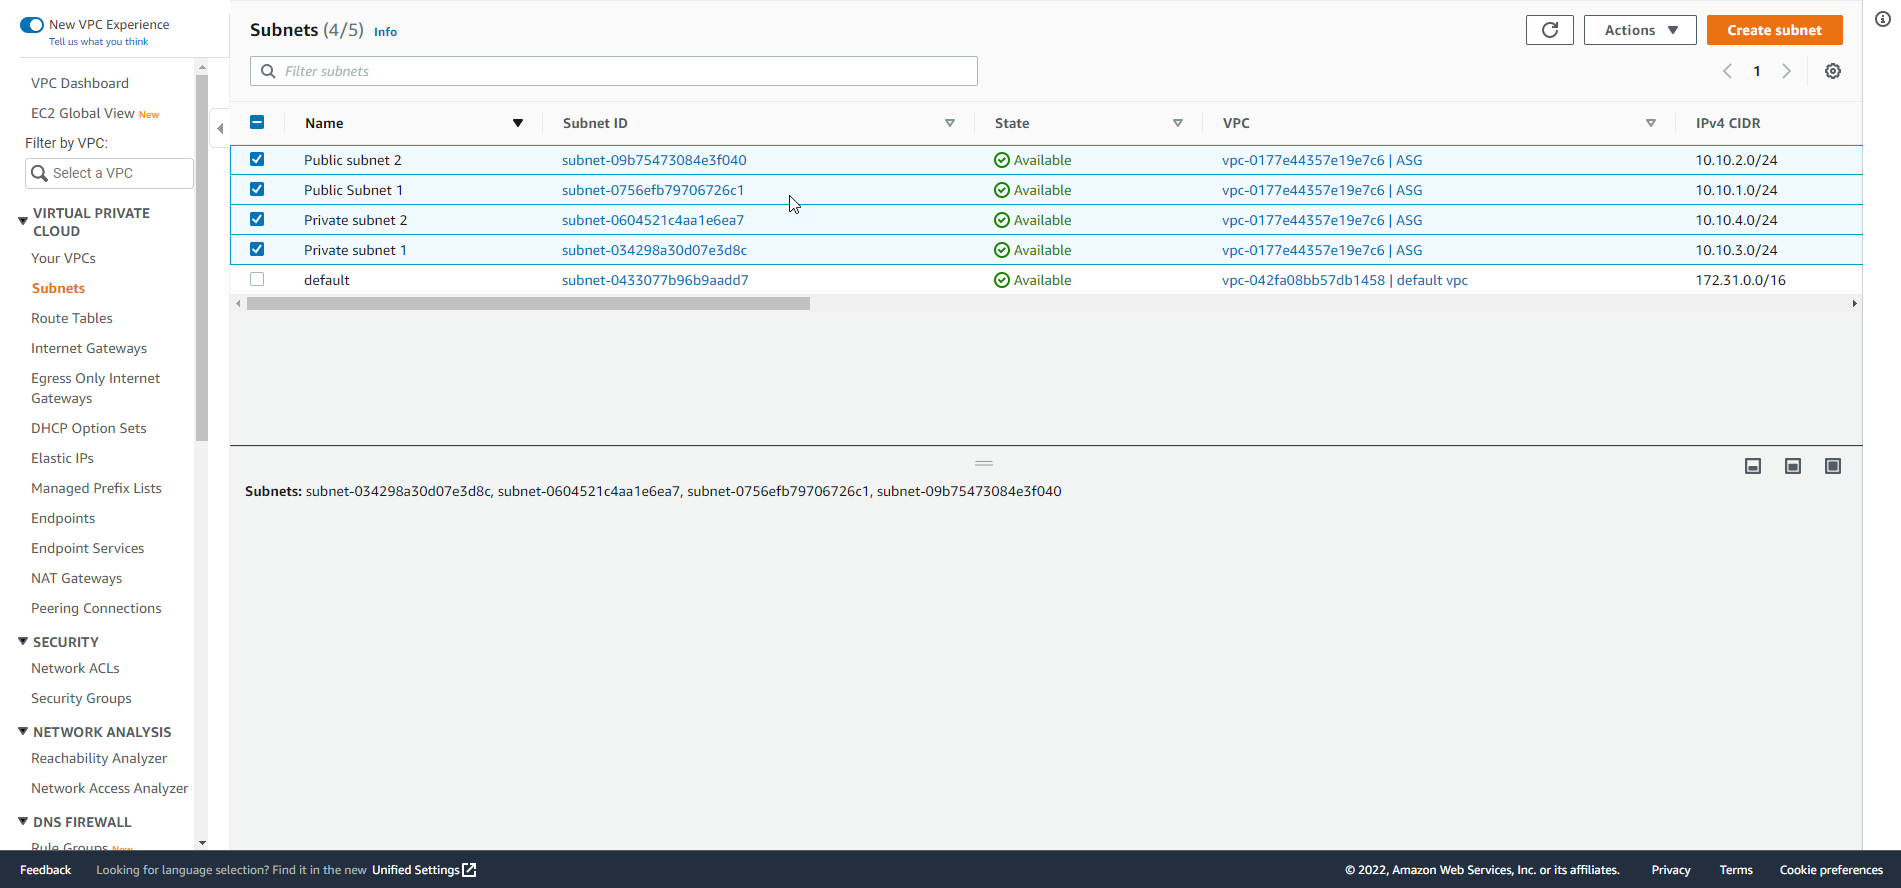 New VPC Experience
Tell us what you think
VPC Dashboard
EC2 Global View New
Filter by VPC:
Select a VPC
VIRTUAL PRIVATE
CLOUD
Your VPCs
Subnets
Route Tables
Internet Gateways
Egress Only Internet
Gateways
DHCP Option Sets
Elastic IPs
Managed Prefix Lists
Endpoints
Endpoint Services
NAT Gateways
Peering Connections
SECURITY
Network ACLs
Security Groups
NETWORK ANALYSIS
Reachability Analyzer
Network Access Analyzer
DNS FIREWALL
Rule Groups New
Subnets (4/5) Info
Actions
Create subnet
Filter subnets
1
Name Subnet ID State VPC IPv4 CIDR
Public subnet 2 subnet-09b75473084e3f040 Available vpc-0177e44357e19e7c6 | ASG 10.10.2.0/24
Public Subnet 1 subnet-0756efb79706726c1 Available vpc-0177e44357e19e7c6 | ASG 10.10.1.0/24
Private subnet 2 subnet-0604521c4aa1e6ea7 Available vpc-0177e44357e19e7c6 | ASG 10.10.4.0/24
Private subnet 1 subnet-034298a30d07e3d8c Available vpc-0177e44357e19e7c6 | ASG 10.10.3.0/24
default subnet-0433077b96b9aadd7 Available vpc-042fa08bb57db1458 | default vpc 172.31.0.0/16
Subnets: subnet-034298a30d07e3d8c, subnet-0604521c4aa1e6ea7, subnet-0756efb79706726c1, subnet-09b75473084e3f040
Feedback Looking for language selection? Find it in the new Unified Settings © 2022, Amazon Web Services, Inc. or its affiliates. Privacy Terms Cookie preferences